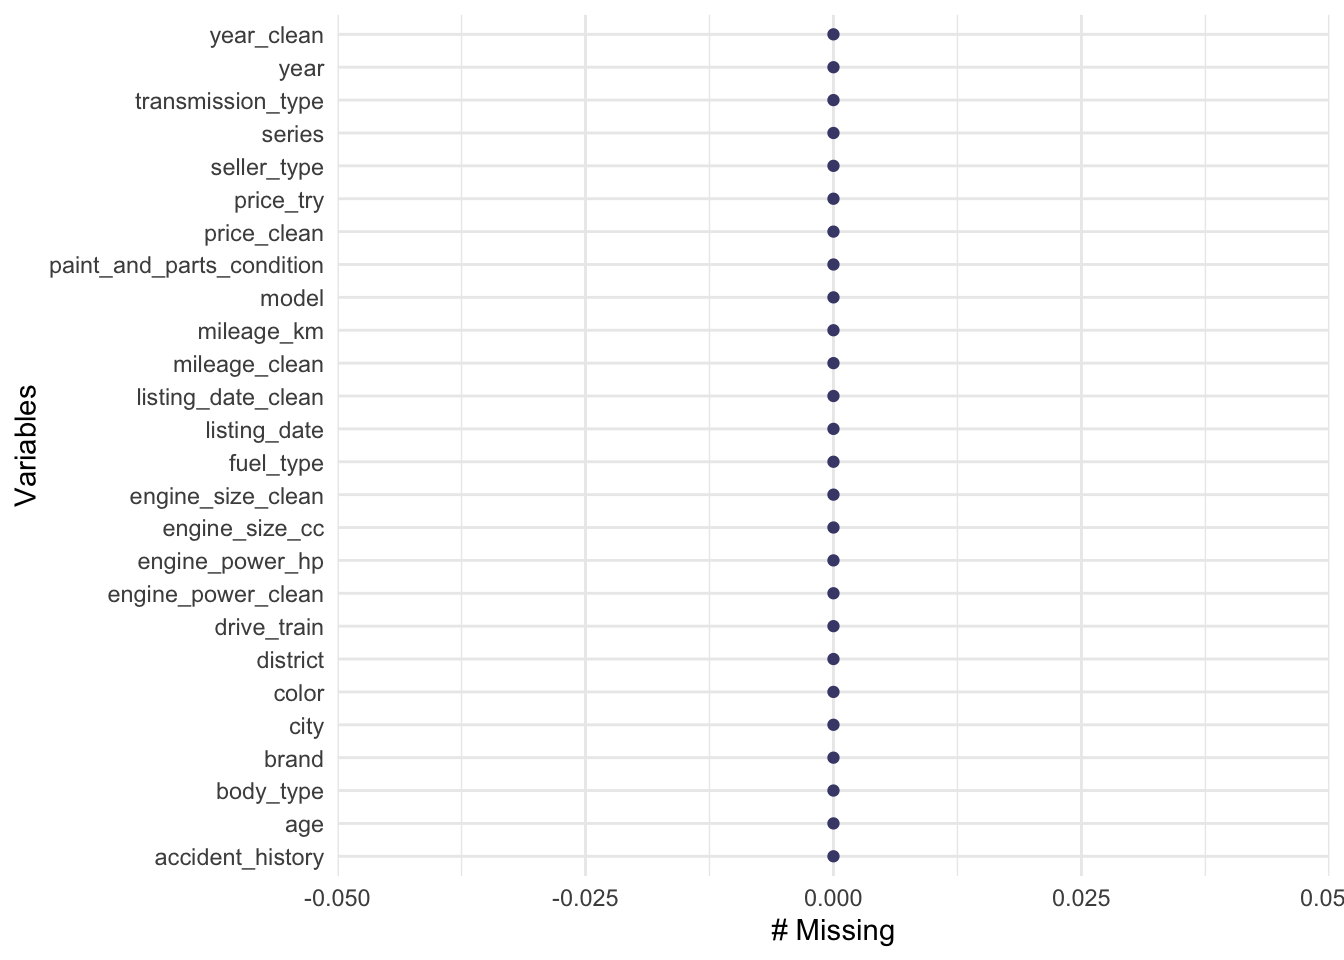 year_clean
year
transmission_type
series
seller_type
price_try
price_clean
paint_and_parts_condition
model
mileage_km
mileage_clean
listing_date_clean
listing_date
fuel_type
engine_size_clean
engine_size_cc
engine_power_hp
engine_power_clean
drive_train
district
color
city
brand
body_type
age
accident_history
Variables
-0.050 -0.025 0.000 0.025 0.05
# Missing